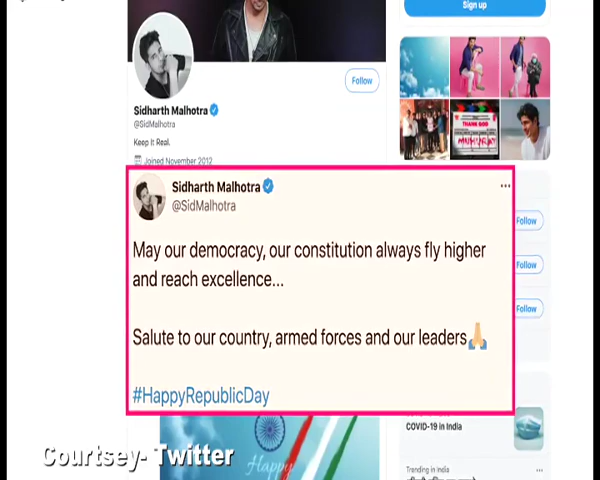 Sign up
Follow
Sidharth Malhotra
@SidMalhotra
Keep It Real.
Joined November 2012
THANK GOD
MUHURAT
Sidharth Malhotra
@SidMalhotra
May our democracy, our constitution always fly higher
and reach excellence...
Salute to our country, armed forces and our leaders🙏
#HappyRepublicDay
Follow
Follow
Follow
COVID-19 in India
Trending in India
Happy
Courtsey- Twitter